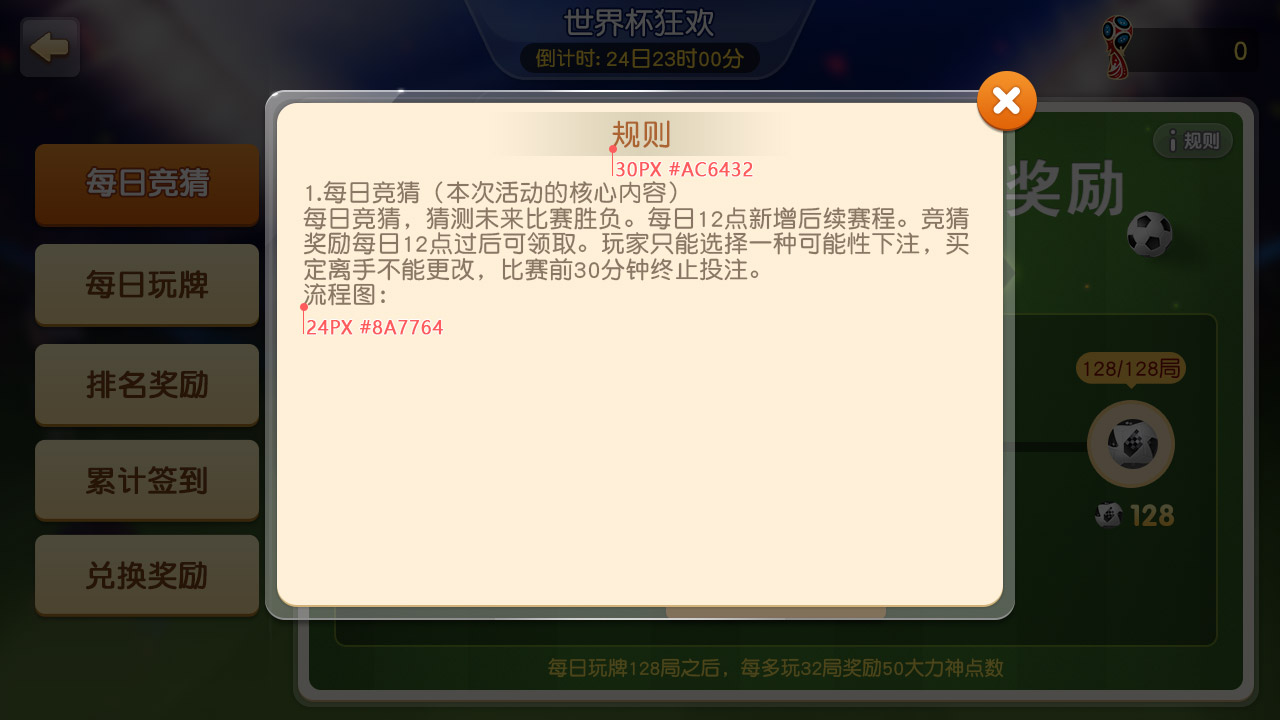 世界杯狂欢
倒计时: 24日23时00分
0
规则
规则
30PX #AC6432
每日竞猜
奖励
1.每日竞猜（本次活动的核心内容）
每日竞猜，猜测未来比赛胜负。每日12点新增后续赛程。竞猜
奖励每日12点过后可领取。玩家只能选择一种可能性下注，买
定离手不能更改，比赛前30分钟终止投注。
流程图：
24PX #8A7764
每日玩牌
排名奖励
累计签到
兑换奖励
128/128局
128
每日玩牌128局之后，每多玩32局奖励50大力神点数